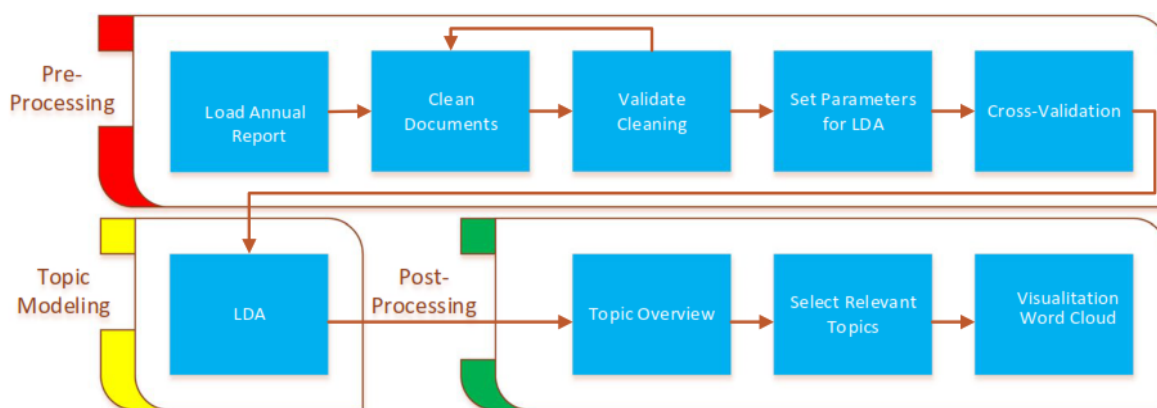 Pre-
Processing
Load Annual
Report
Clean
Documents
Validate
Cleaning
Set Parameters
for LDA
Cross-Validation
Topic
Modeling
LDA
Post-
Processing
Topic Overview
Select Relevant
Topics
Visualitation
Word Cloud